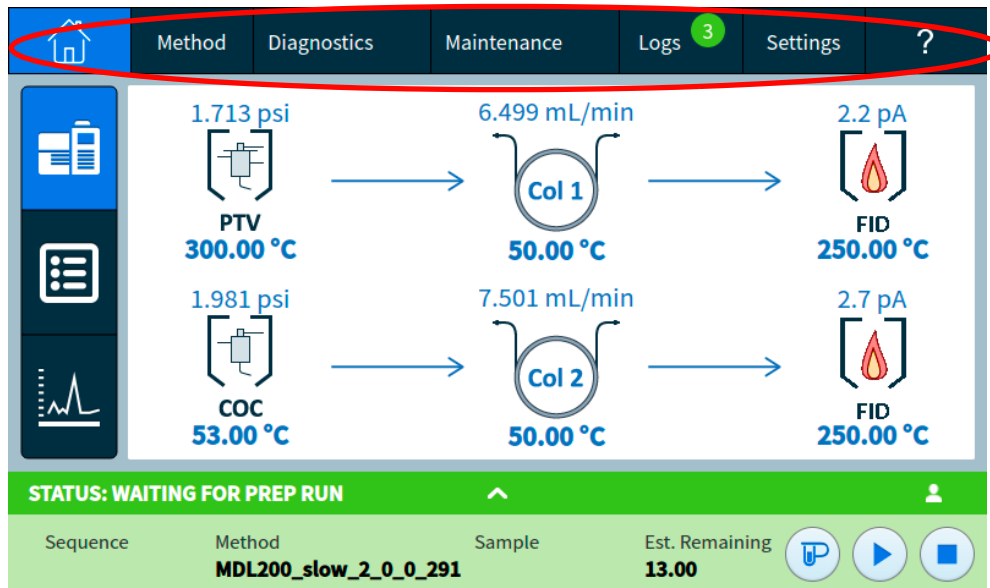 Method Diagnostics Maintenance Logs 3 Settings ?
1.713 psi 6.499 mL/min 2.2 pA
Col 1
PTV FID
300.00 °C 50.00 °C 250.00 °C
1.981 psi 7.501 mL/min 2.7 pA
Col 2
COC FID
53.00 °C 50.00 °C 250.00 °C
STATUS: WAITING FOR PREP RUN
Sequence Method Sample Est. Remaining
MDL200_slow_2_0_0_291 13.00